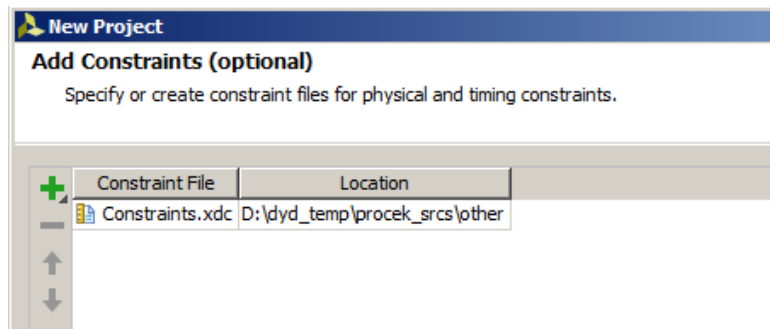 New Project
Add Constraints (optional)
Specify or create constraint files for physical and timing constraints.
Constraint File Location
Constraints.xdc D:\dyd_temp\procek_srcs\other